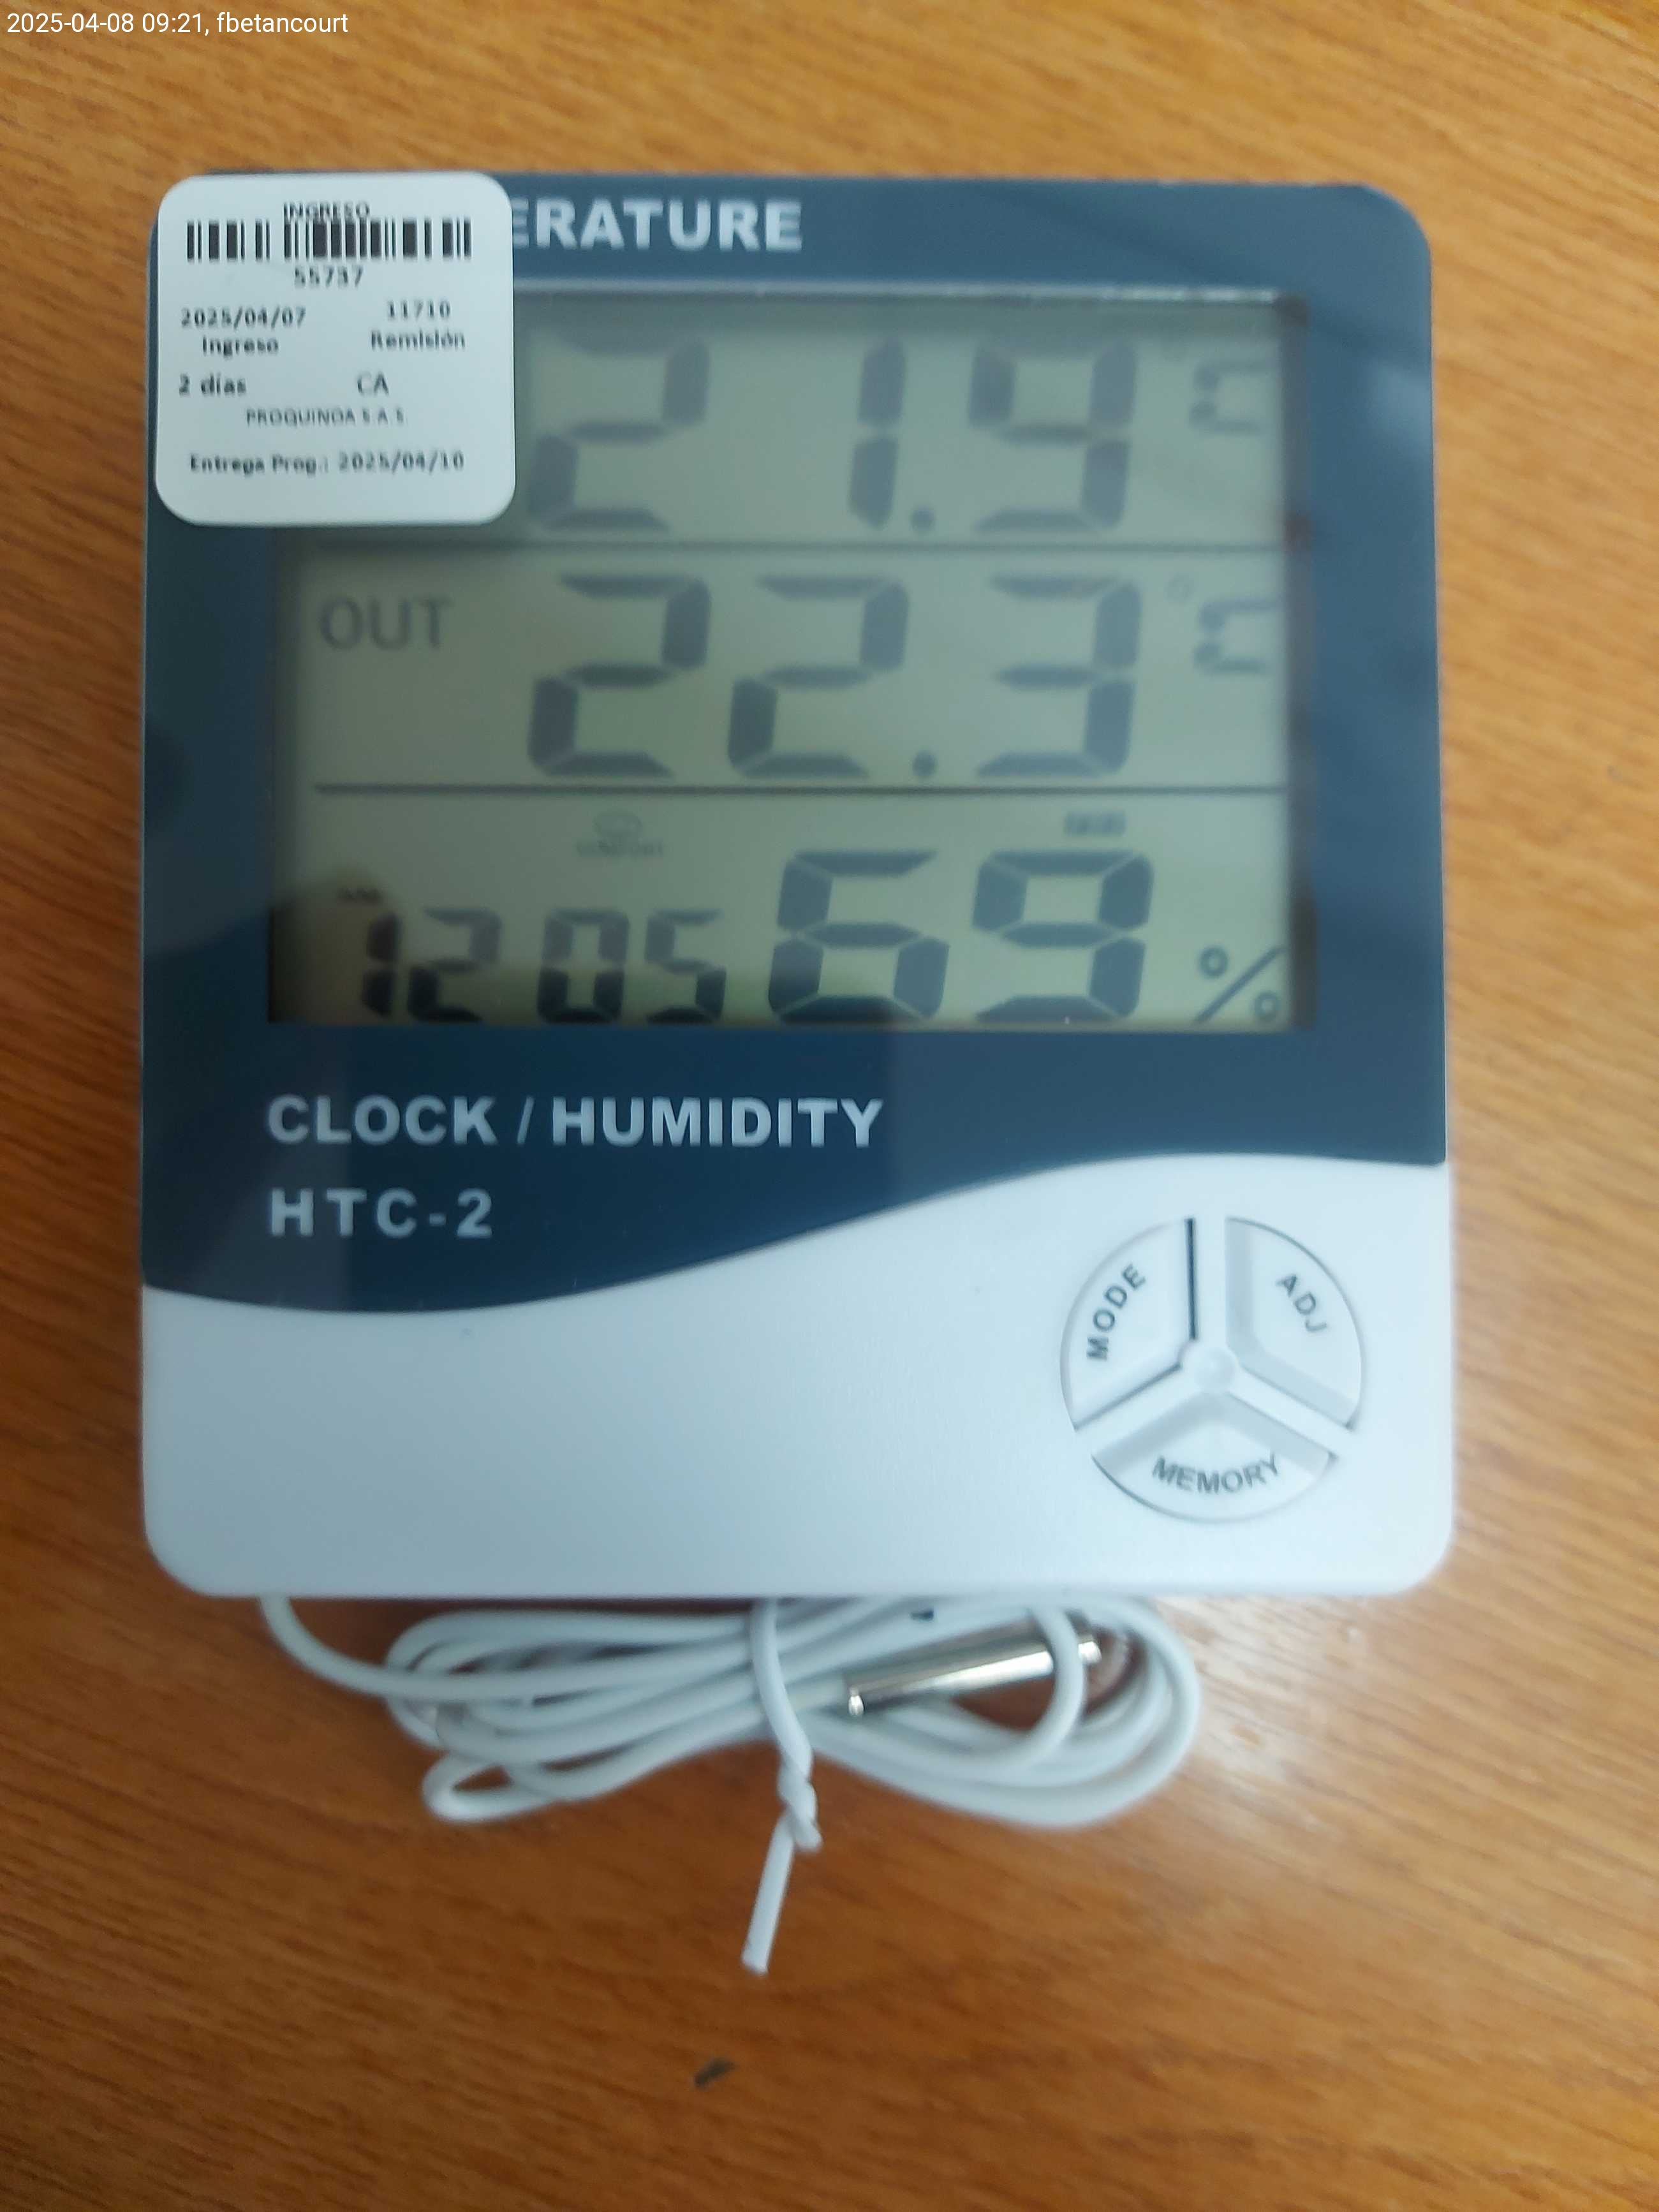 2025-04-08 09:21, fbetancourt
INGRESO
55737
2025/04/07 11710
Ingreso Remisión
2 días CA
PROQUINOA S.A.S.
Entrega Prog.: 2025/04/10
ERATURE
21.9 °C
OUT 22.3 °C
12 05 69 %
CLOCK / HUMIDITY
HTC-2
MODE
ADJ
MEMORY